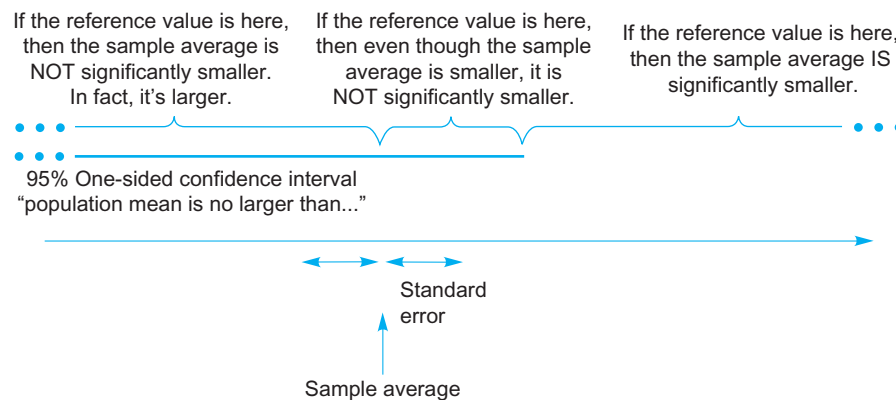 If the reference value is here,
then the sample average is
NOT significantly smaller.
In fact, it's larger.
If the reference value is here,
then even though the sample
average is smaller, it is
NOT significantly smaller.
If the reference value is here,
then the sample average IS
significantly smaller.
95% One-sided confidence interval
“population mean is no larger than...”
Standard
error
Sample average